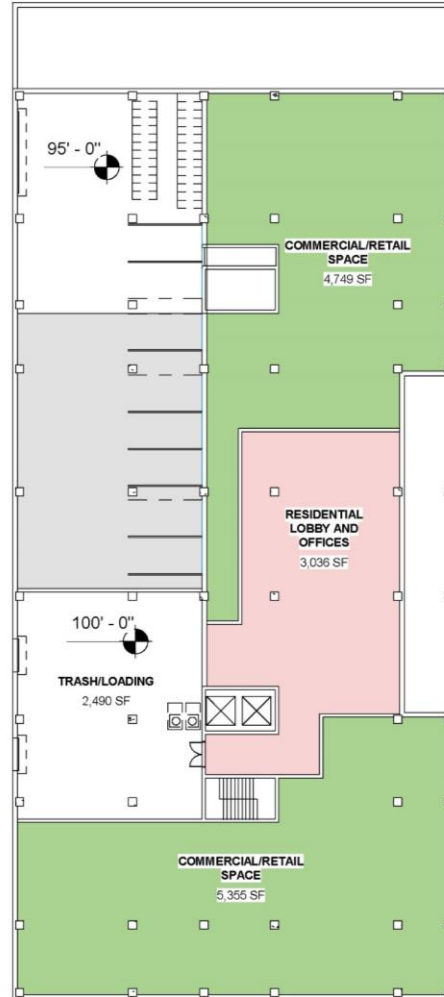 95' - 0"
COMMERCIAL/RETAIL
SPACE
4,749 SF
RESIDENTIAL
LOBBY AND
OFFICES
3,036 SF
100' - 0"
TRASH/LOADING
2,490 SF
COMMERCIAL/RETAIL
SPACE
5,355 SF